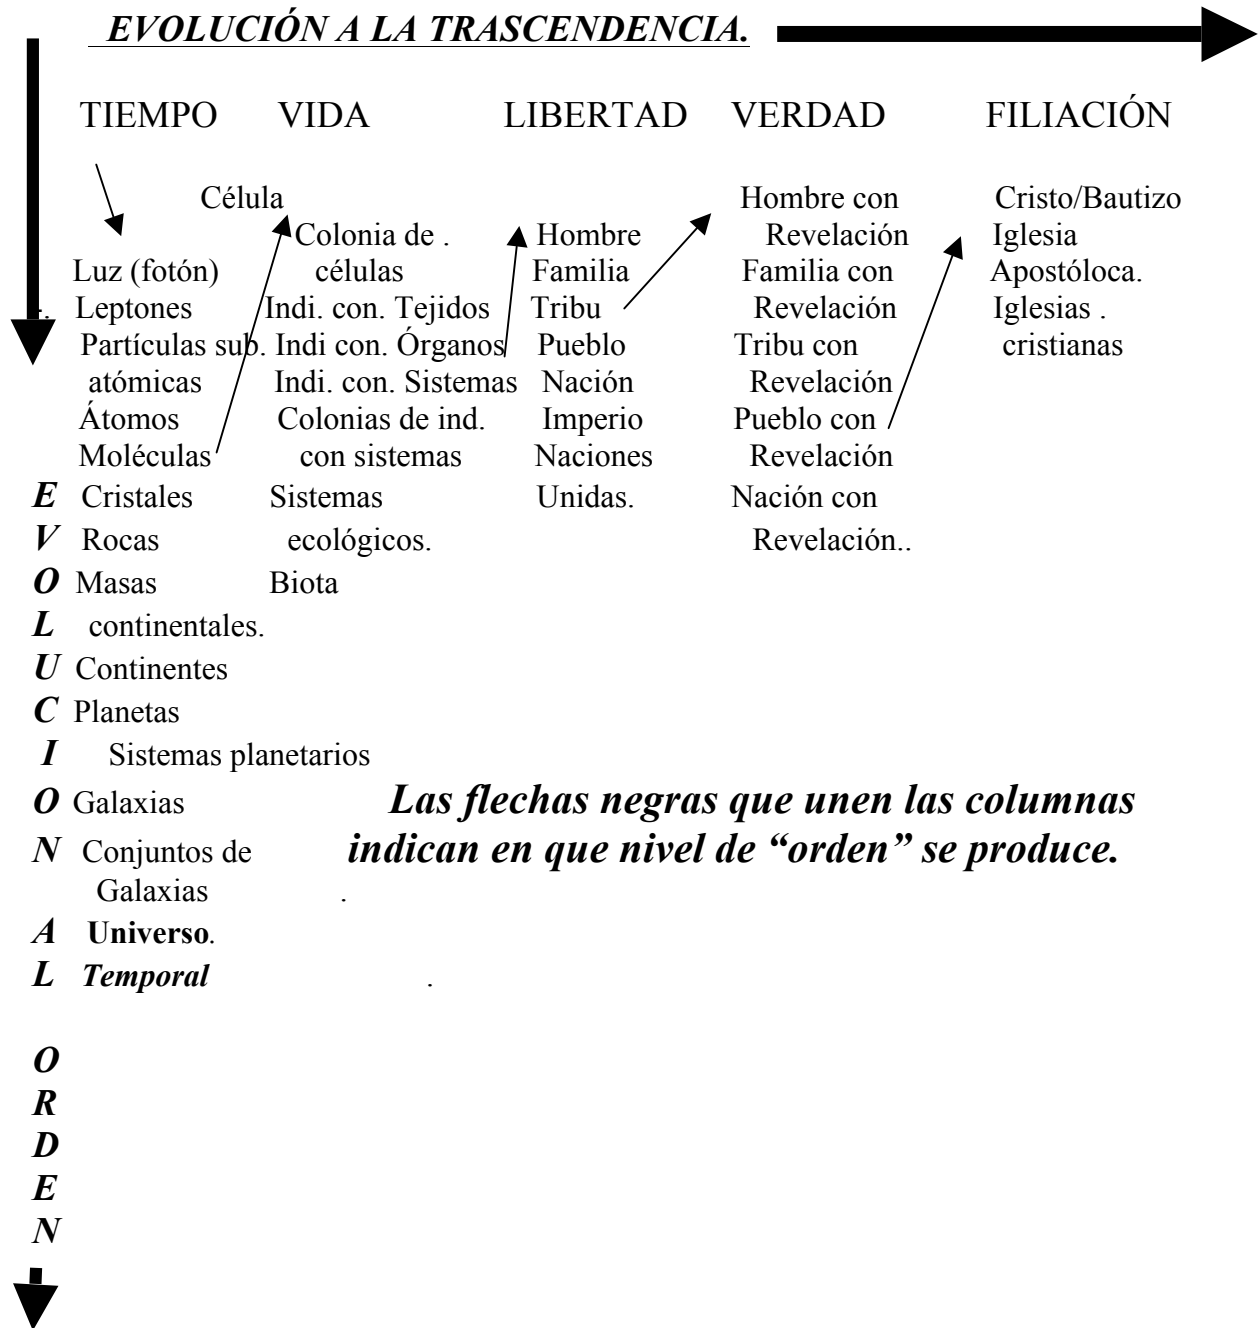 EVOLUCIÓN A LA TRASCENDENCIA.
TIEMPO VIDA LIBERTAD VERDAD FILIACIÓN
Célula Hombre con Cristo/Bautizo
Colonia de . Hombre Revelación Iglesia
Luz (fotón) células Familia Familia con Apostóloca.
-. Leptones Indi. con. Tejidos Tribu Revelación Iglesias .
Partículas sub. Indi con. Órganos Pueblo Tribu con cristianas
atómicas Indi. con. Sistemas Nación Revelación
Átomos Colonias de ind. Imperio Pueblo con
Moléculas con sistemas Naciones Revelación
E Cristales Sistemas Unidas. Nación con
V Rocas ecológicos. Revelación..
O Masas Biota
L continentales.
U Continentes
C Planetas
I Sistemas planetarios
O Galaxias Las flechas negras que unen las columnas
N Conjuntos de indican en que nivel de “orden” se produce.
Galaxias .
A Universo.
L Temporal .
O
R
D
E
N